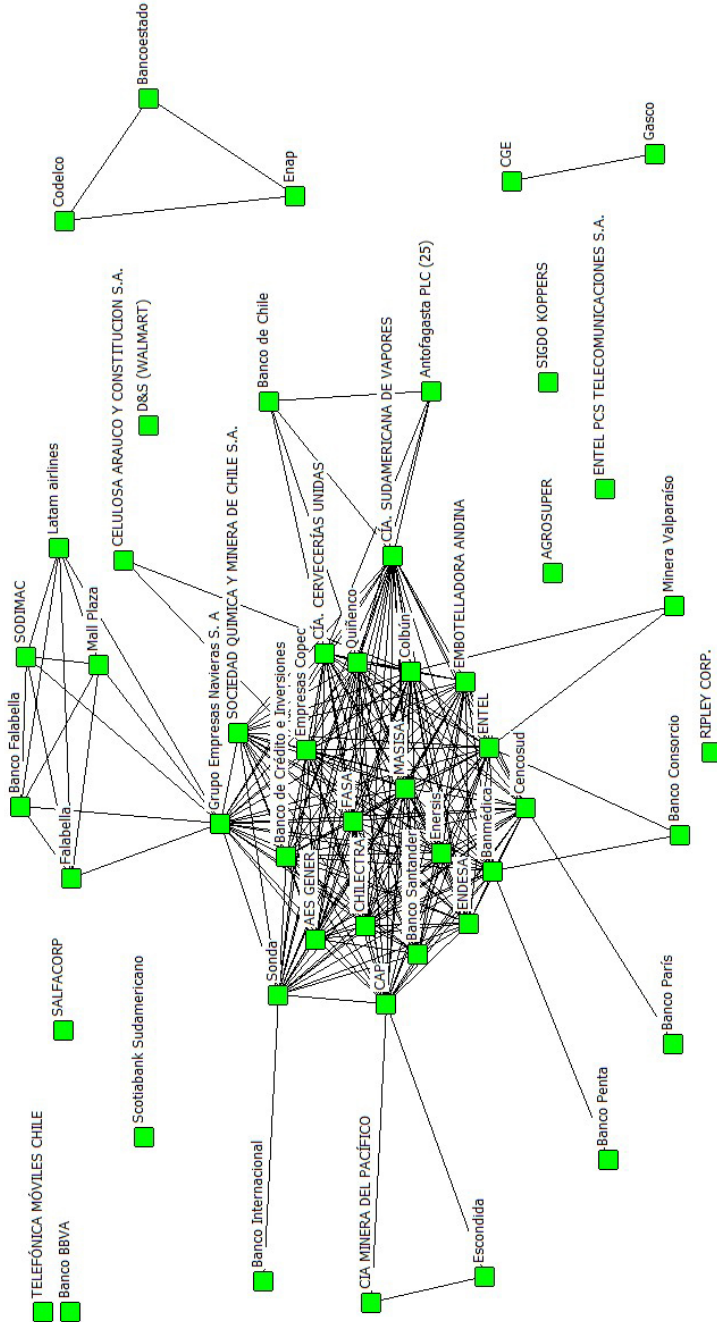 Banco Falabella
SODIMAC
TELEFÓNICA MÓVILES CHILE
Latam airlines
SALFACORP
Codelco
Falabella
Banco BBVA
Mall Plaza
CELULOSA ARAUCO Y CONSTITUCION S.A.
Scotiabank Sudamericano
D&S (WALMART)
Bancoestado
Grupo Empresas Navieras S. A
SOCIEDAD QUIMICA Y MINERA DE CHILE S.A.
Banco Internacional
Banco de Chile
Sonda
Banco de Crédito e Inversiones
Enap
Empresas Copec
AES GENER
CÍA. CERVECERÍAS UNIDAS
FASA
Quiñenco
CHILECTRA
CIA MINERA DEL PACÍFICO
CAP
CÍA. SUDAMERICANA DE VAPORES
MASISA
Colbún
Banco Santander
Antofagasta PLC (25)
Enersis
EMBOTELLADORA ANDINA
ENDESA
Escondida
ENTEL
Banmédica
CGE
Cencosud
SIGDO KOPPERS
AGROSUPER
ENTEL PCS TELECOMUNICACIONES S.A.
Banco Penta
Gasco
Banco París
Minera Valparaíso
Banco Consorcio
RIPLEY CORP.